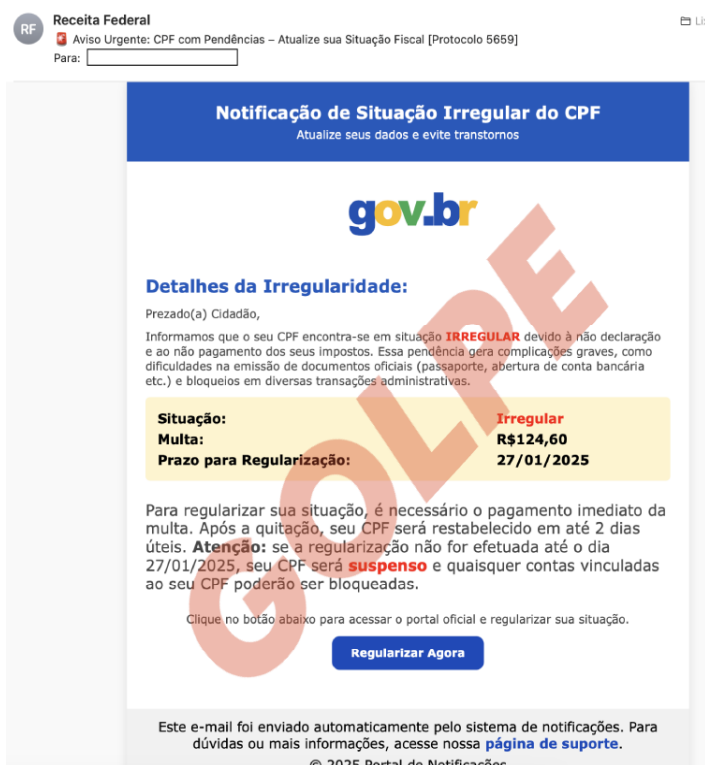 RF
Receita Federal
🚨 Aviso Urgente: CPF com Pendências – Atualize sua Situação Fiscal [Protocolo 5659]
Para:
Notificação de Situação Irregular do CPF
Atualize seus dados e evite transtornos
gov.br
Detalhes da Irregularidade:
Prezado(a) Cidadão,
Informamos que o seu CPF encontra-se em situação IRREGULAR devido à não declaração
e ao não pagamento dos seus impostos. Essa pendência gera complicações graves, como
dificuldades na emissão de documentos oficiais (passaporte, abertura de conta bancária
etc.) e bloqueios em diversas transações administrativas.
Situação: Irregular
Multa: R$124,60
Prazo para Regularização: 27/01/2025
Para regularizar sua situação, é necessário o pagamento imediato da
multa. Após a quitação, seu CPF será restabelecido em até 2 dias
úteis. Atenção: se a regularização não for efetuada até o dia
27/01/2025, seu CPF será suspenso e quaisquer contas vinculadas
ao seu CPF poderão ser bloqueadas.
Clique no botão abaixo para acessar o portal oficial e regularizar sua situação.
Regularizar Agora
GOLPE
Este e-mail foi enviado automaticamente pelo sistema de notificações. Para
dúvidas ou mais informações, acesse nossa página de suporte.
© 2025 Portal de Notificações